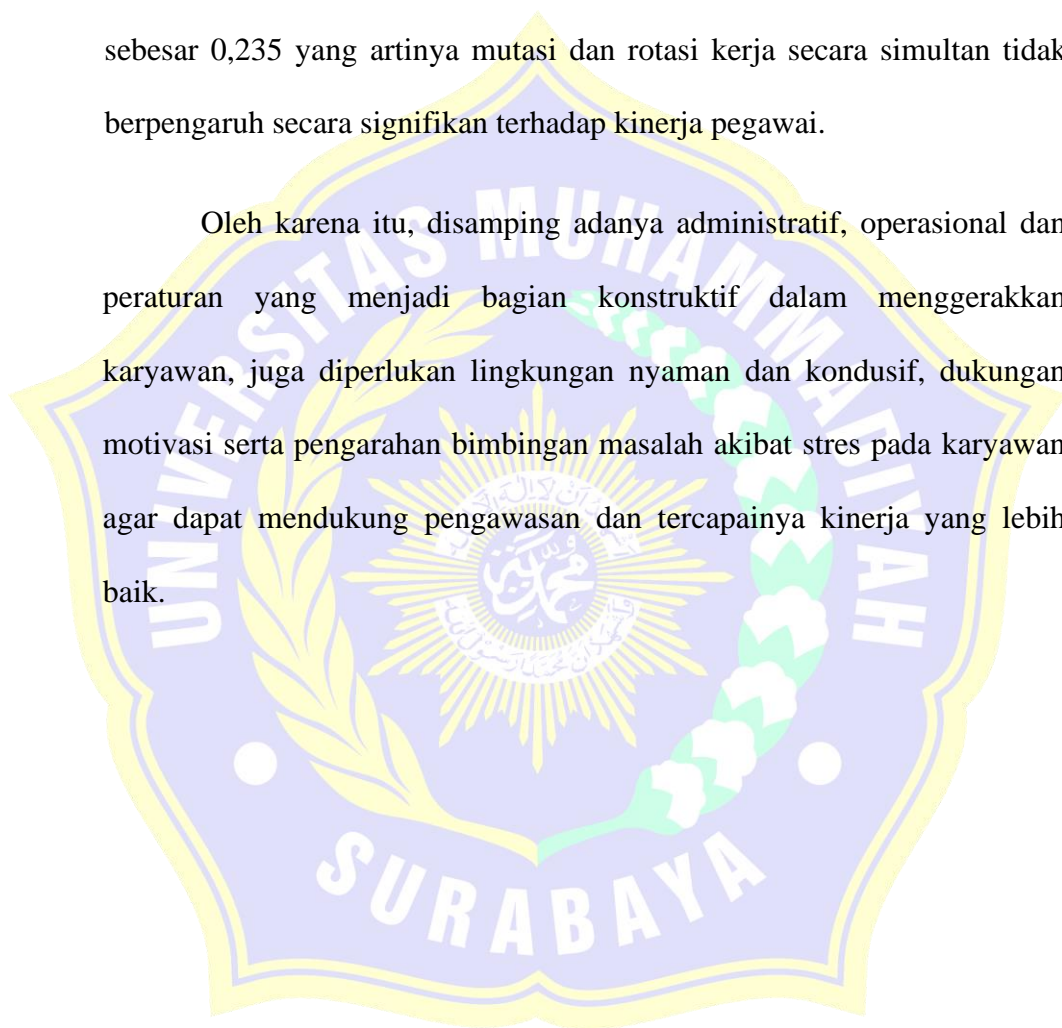 sebesar 0,235 yang artinya mutasi dan rotasi kerja secara simultan tidak
berpengaruh secara signifikan terhadap kinerja pegawai.
Oleh karena itu, disamping adanya administratif, operasional dan
peraturan yang menjadi bagian konstruktif dalam menggerakkan
karyawan, juga diperlukan lingkungan nyaman dan kondusif, dukungan
motivasi serta pengarahan bimbingan masalah akibat stres pada karyawan
agar dapat mendukung pengawasan dan tercapainya kinerja yang lebih
baik.
UNIVERSITAS MUHAMMADIYAH
SURABAYA
محمد